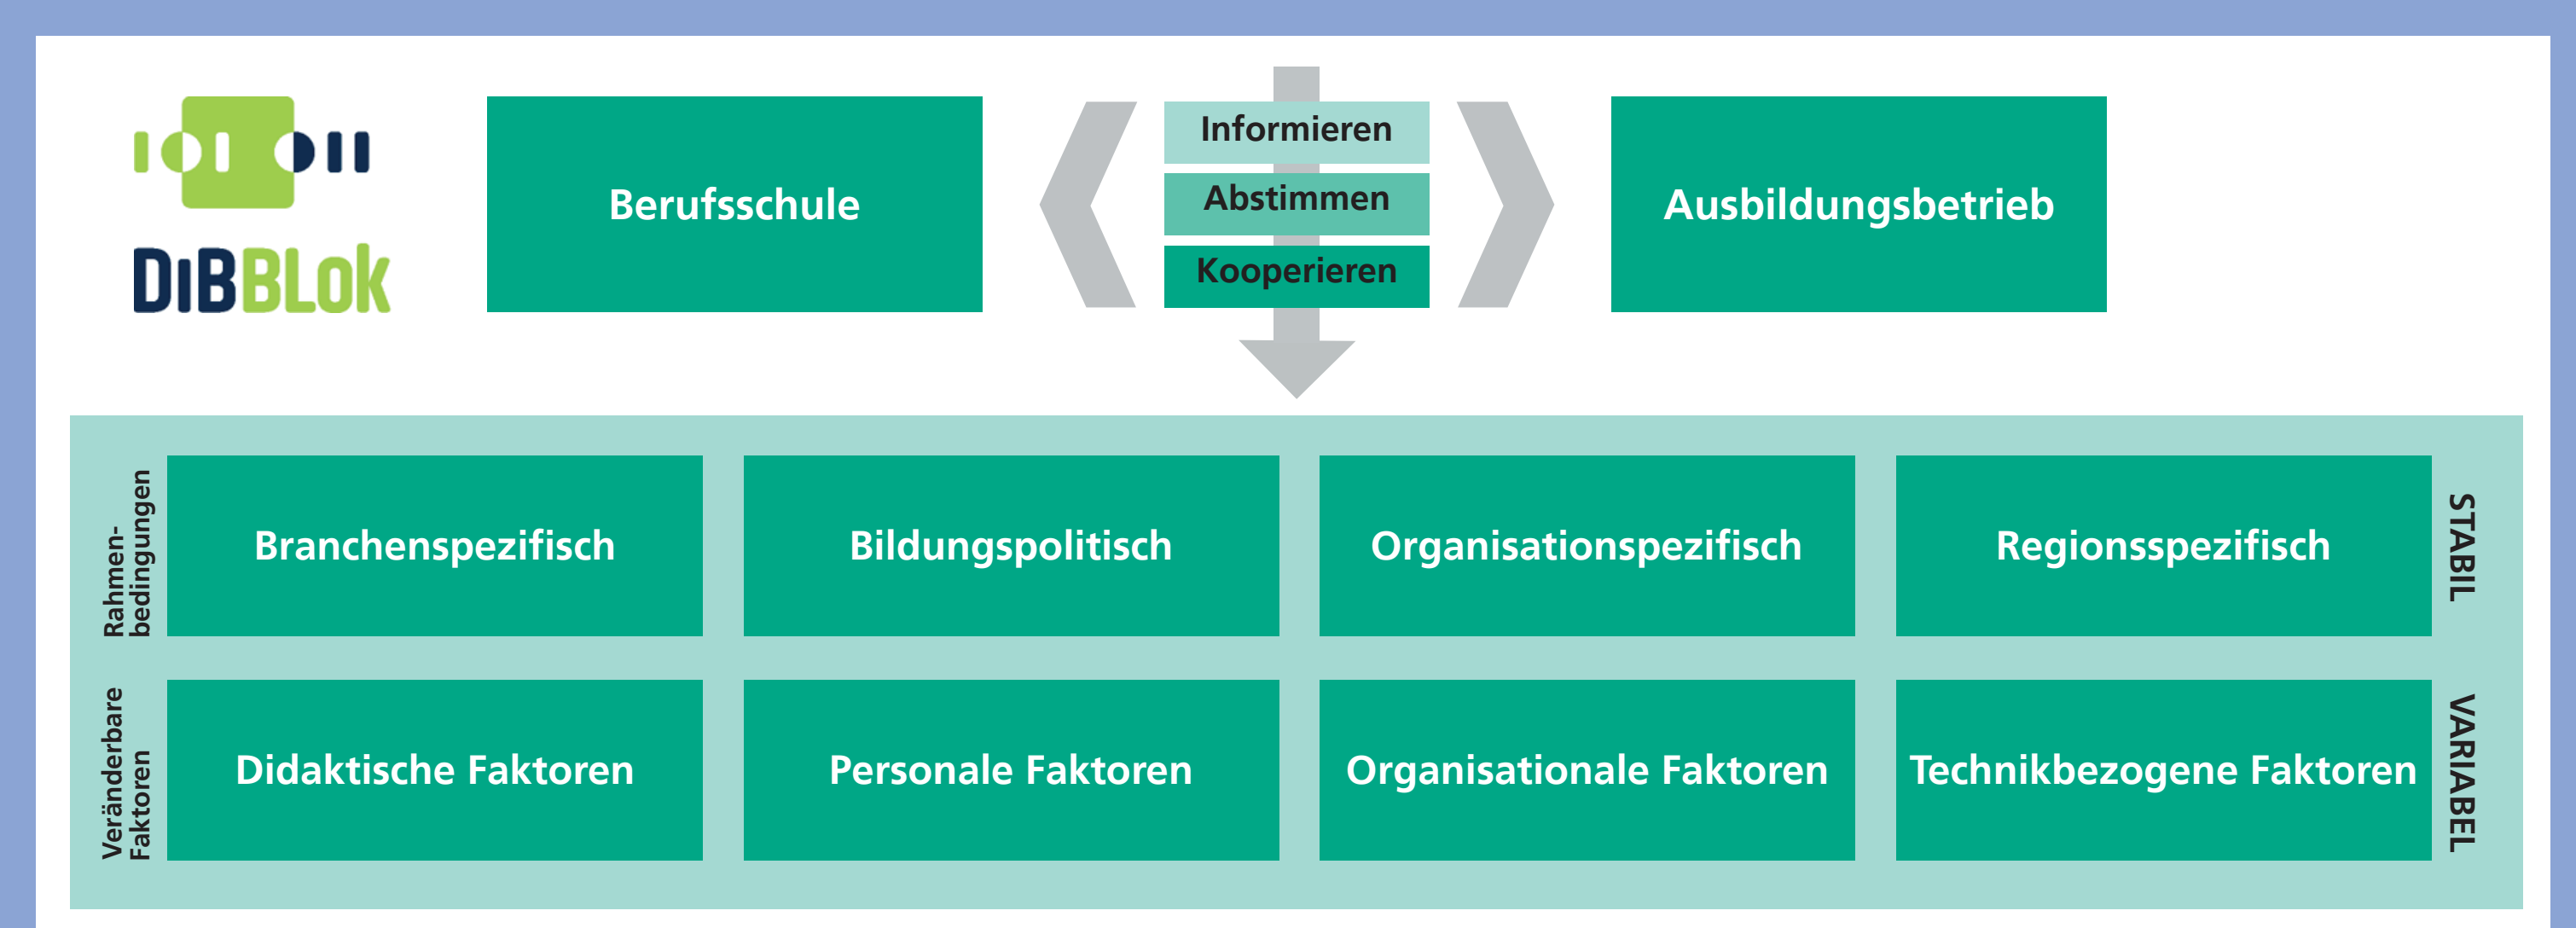 DiBBLok
Berufsschule
Informieren
Abstimmen
Kooperieren
Ausbildungsbetrieb
Rahmen-
bedingungen
Branchenspezifisch
Bildungspolitisch
Organisationspezifisch
Regionsspezifisch
STABIL
Veränderbare
Faktoren
Didaktische Faktoren
Personale Faktoren
Organisationale Faktoren
Technikbezogene Faktoren
VARIABEL